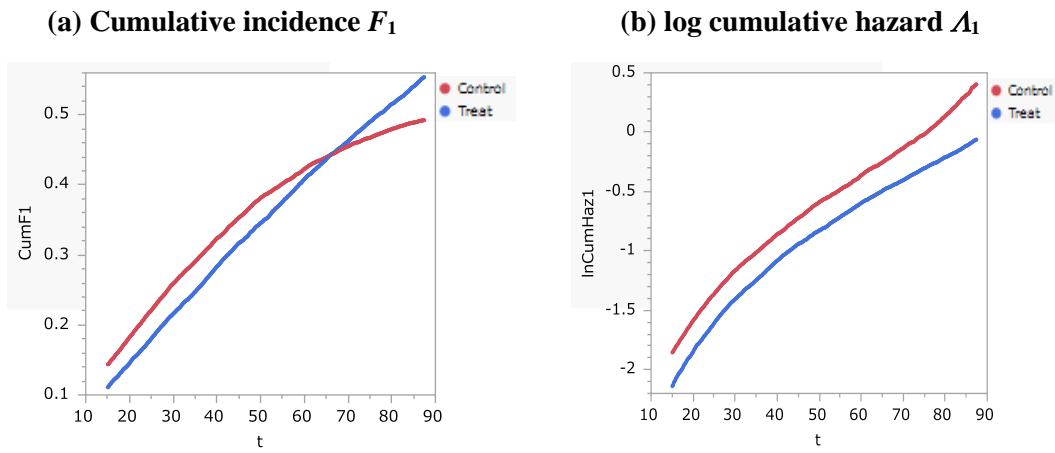 (a) Cumulative incidence F1
(b) log cumulative hazard Λ1
0.5
0.4
0.3
0.2
0.1
CumF1
10 20 30 40 50 60 70 80 90
t
Control
Treat
0.5
0
-0.5
-1
-1.5
-2
lnCumHaz1
10 20 30 40 50 60 70 80 90
t
Control
Treat